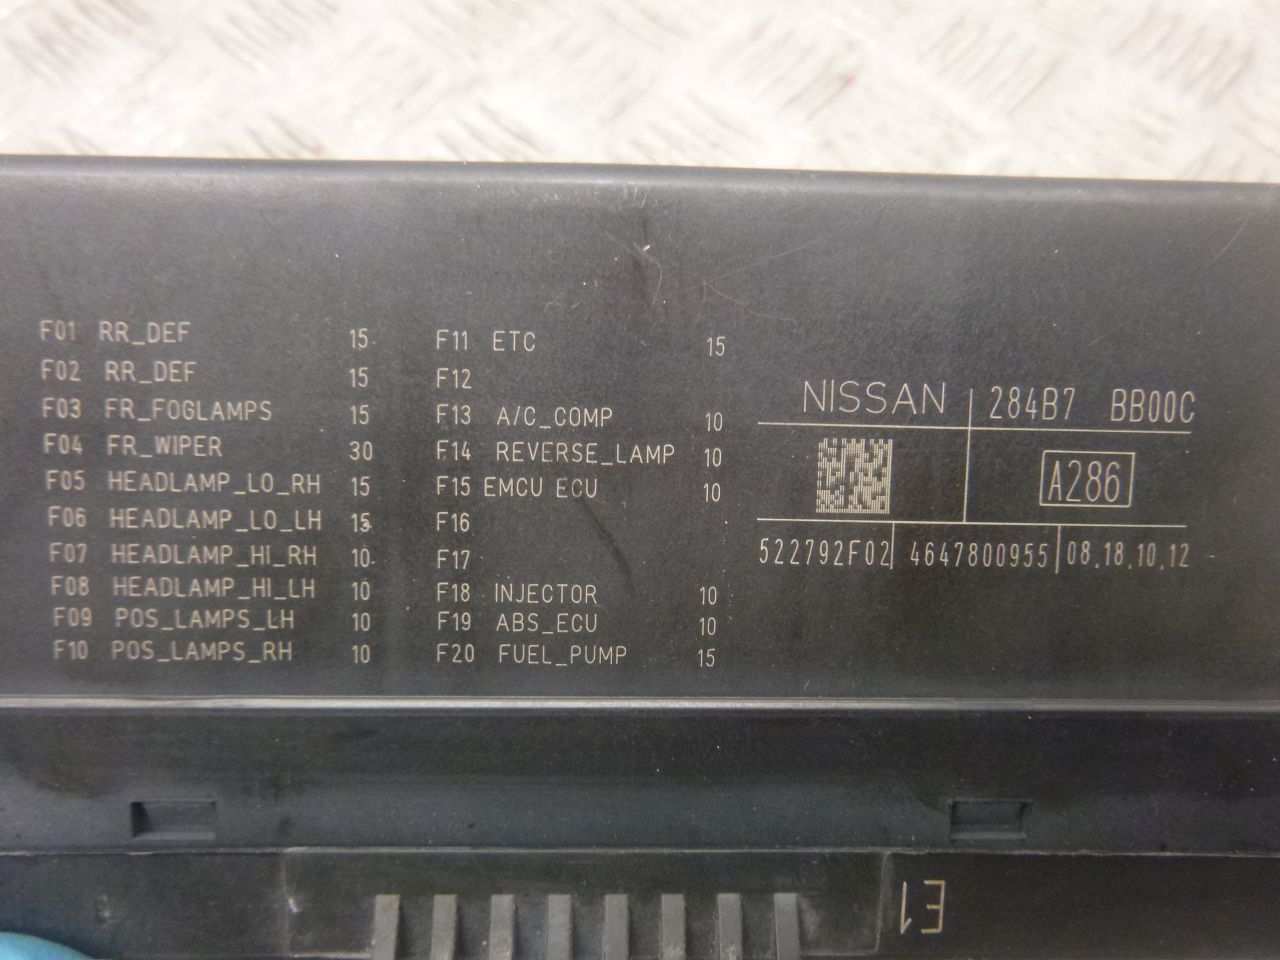 F01 RR_DEF 15
F02 RR_DEF 15
F03 FR_FOGLAMPS 15
F04 FR_WIPER 30
F05 HEADLAMP_LO_RH 15
F06 HEADLAMP_LO_LH 15
F07 HEADLAMP_HI_RH 10
F08 HEADLAMP_HI_LH 10
F09 POS_LAMPS_LH 10
F10 POS_LAMPS_RH 10
F11 ETC 15
F12
F13 A/C_COMP 10
F14 REVERSE_LAMP 10
F15 EMCU ECU 10
F16
F17
F18 INJECTOR 10
F19 ABS_ECU 10
F20 FUEL_PUMP 15
NISSAN 284B7 BB00C
A286
522792F02 4647800955 08.18.10.12
E1